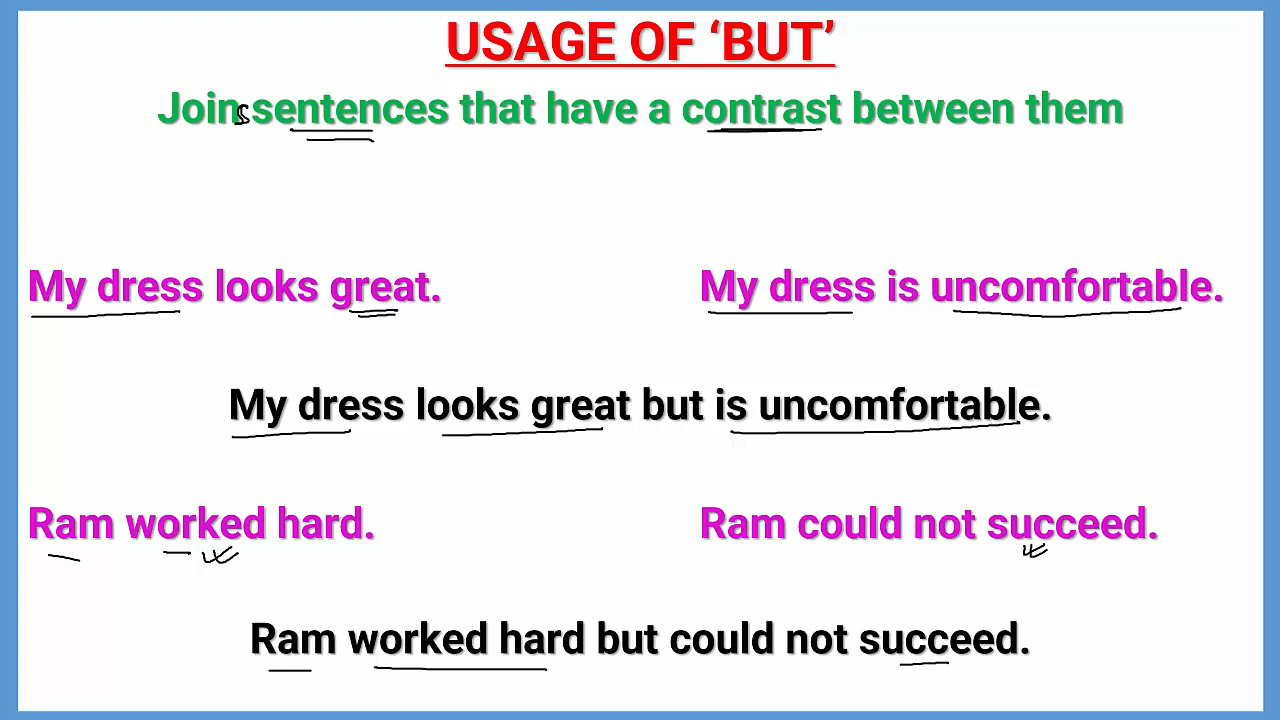 USAGE OF ‘BUT’
Joins sentences that have a contrast between them
My dress looks great.
My dress is uncomfortable.
My dress looks great but is uncomfortable.
Ram worked hard.
Ram could not succeed.
Ram worked hard but could not succeed.